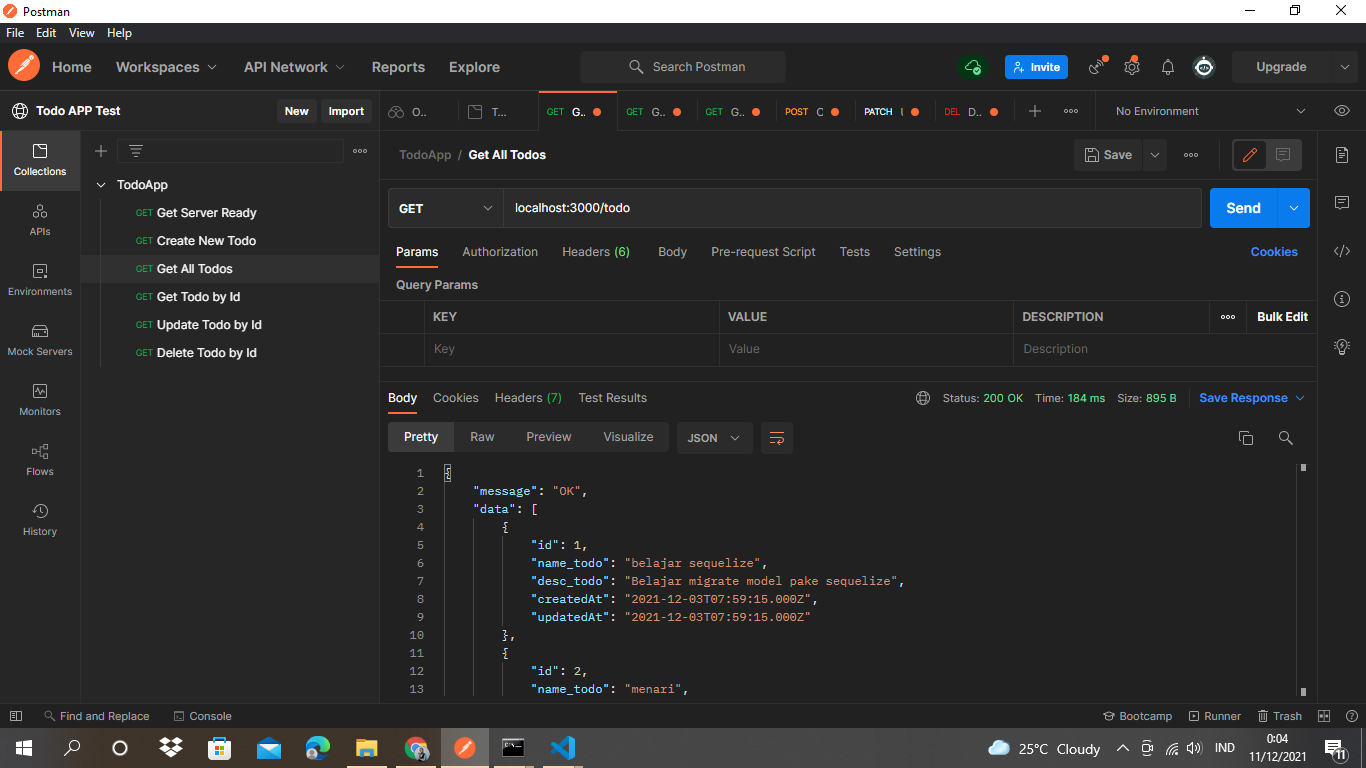 Postman
File Edit View Help
Home Workspaces API Network Reports Explore Search Postman Invite Upgrade
Todo APP Test New Import O.. T... GET G.. GET G.. GET G.. POST C PATCH DEL D.. No Environment
Collections
APIs
Environments
Mock Servers
Monitors
Flows
History
TodoApp
GET Get Server Ready
GET Create New Todo
GET Get All Todos
GET Get Todo by Id
GET Update Todo by Id
GET Delete Todo by Id
TodoApp / Get All Todos Save
GET localhost:3000/todo Send
Params Authorization Headers (6) Body Pre-request Script Tests Settings Cookies
Query Params
KEY VALUE DESCRIPTION Bulk Edit
Key Value Description
Body Cookies Headers (7) Test Results Status: 200 OK Time: 184 ms Size: 895 B Save Response
Pretty Raw Preview Visualize JSON
1 {
2 "message": "OK",
3 "data": [
4 {
5 "id": 1,
6 "name_todo": "belajar sequelize",
7 "desc_todo": "Belajar migrate model pake sequelize",
8 "createdAt": "2021-12-03T07:59:15.000Z",
9 "updatedAt": "2021-12-03T07:59:15.000Z"
10 },
11 {
12 "id": 2,
13 "name_todo": "menari",
Find and Replace Console Bootcamp Runner Trash
25°C Cloudy IND 0:04
11/12/2021 11